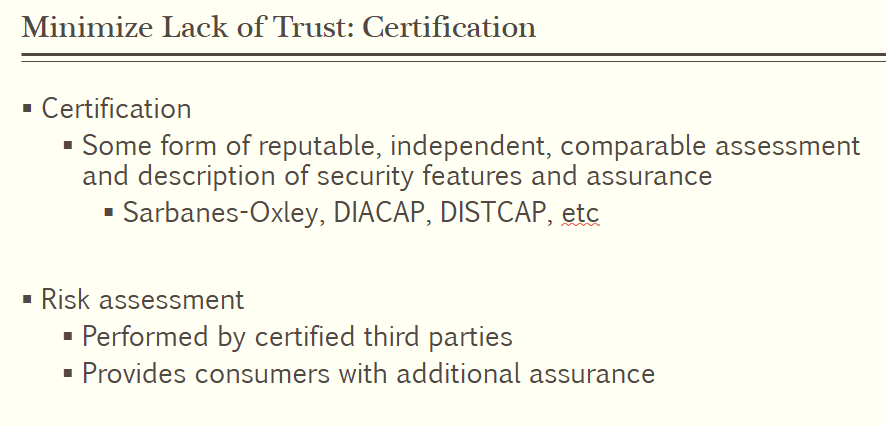 Minimize Lack of Trust: Certification
▪ Certification
▪ Some form of reputable, independent, comparable assessment
and description of security features and assurance
▪ Sarbanes-Oxley, DIACAP, DISTCAP, etc
▪ Risk assessment
▪ Performed by certified third parties
▪ Provides consumers with additional assurance